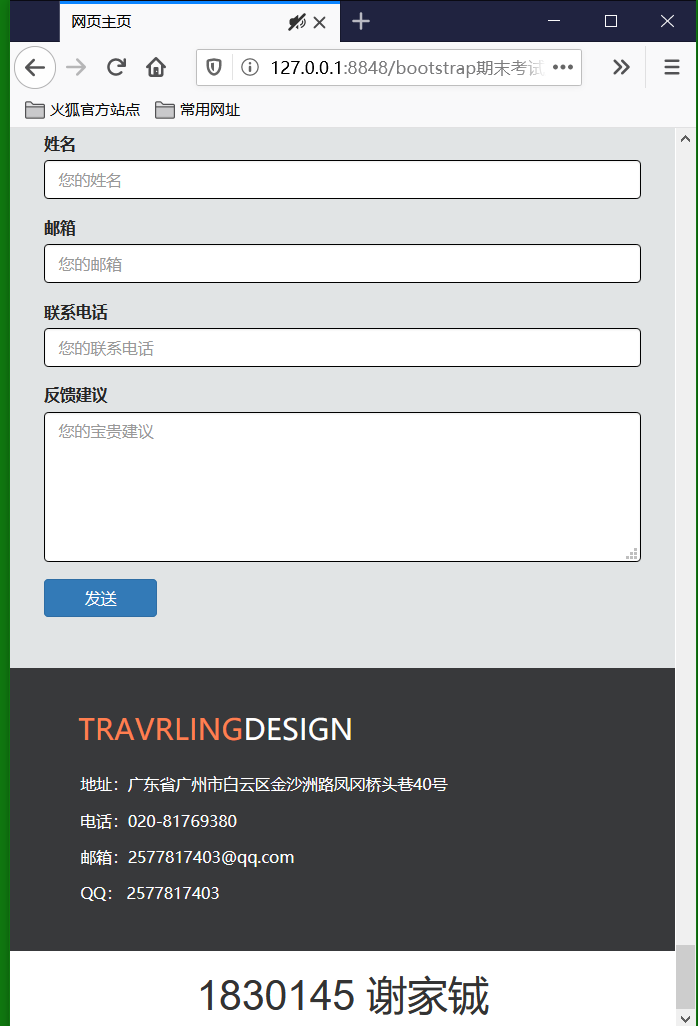 网页主页
127.0.0.1:8848/bootstrap期末考试
火狐官方站点 常用网址
姓名
您的姓名
邮箱
您的邮箱
联系电话
您的联系电话
反馈建议
您的宝贵建议
发送
TRAVRLINGDESIGN
地址：广东省广州市白云区金沙洲路凤冈桥头巷40号
电话：020-81769380
邮箱：2577817403@qq.com
QQ： 2577817403
1830145 谢家铖